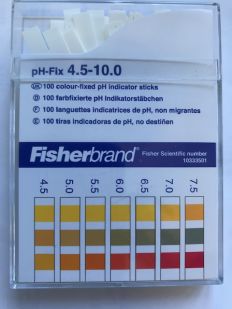 pH-Fix 4.5-10.0
GB 100 colour-fixed pH indicator sticks
D 100 farbfixierte pH Indikatorstäbchen
F 100 languettes indicatrices de pH, non migrantes
E 100 tiras indicadoras de pH, no destiñen
Fisherbrand® Fisher Scientific number
10333501
4.5 5.0 5.5 6.0 6.5 7.0 7.5